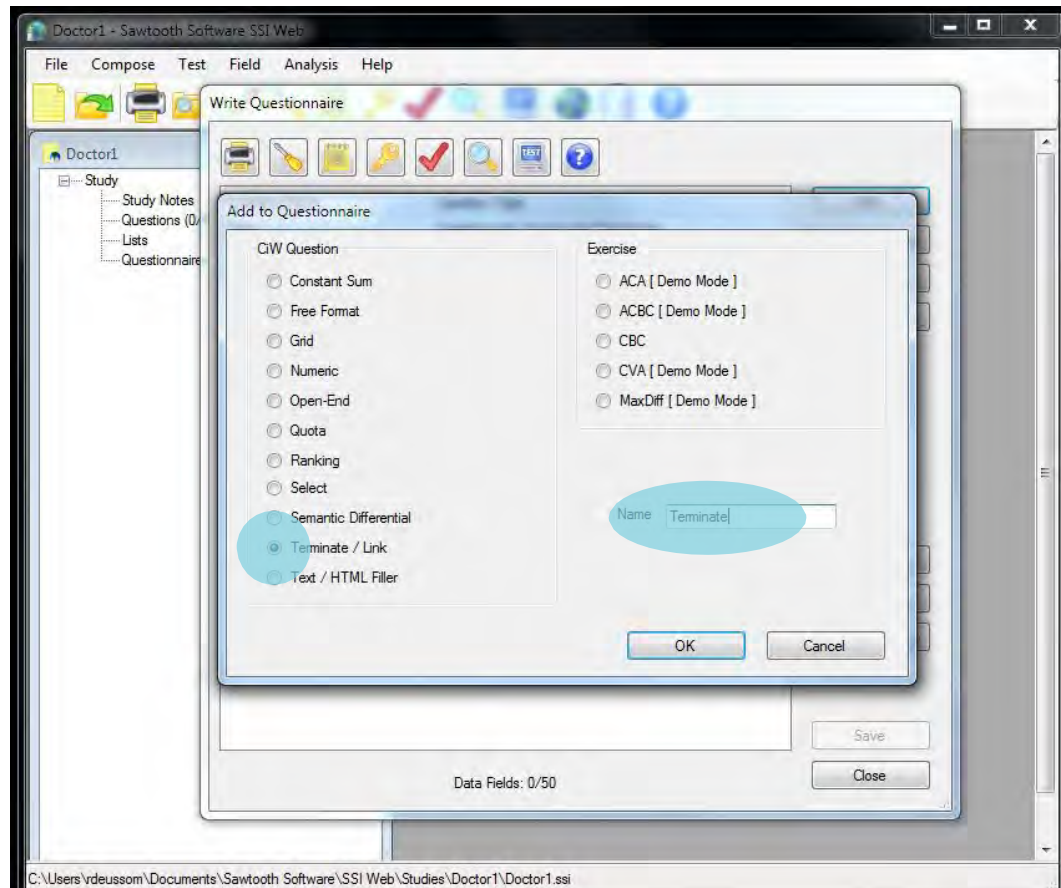 Doctor1 - Sawtooth Software SSI Web
File Compose Test Field Analysis Help
Write Questionnaire
Doctor1
TEST
Study
Study Notes
Questions (0/
Lists
Questionnaire
Add to Questionnaire
CiW Question
Constant Sum
Free Format
Grid
Numeric
Open-End
Quota
Ranking
Select
Semantic Differential
Terminate / Link
Text / HTML Filler
Exercise
ACA [ Demo Mode ]
ACBC [ Demo Mode ]
CBC
CVA [ Demo Mode ]
MaxDiff [ Demo Mode ]
Name Terminate
OK Cancel
Save
Data Fields: 0/50 Close
C:\Users\rdeussom\Documents\Sawtooth Software\SSI Web\Studies\Doctor1\Doctor1.ssi